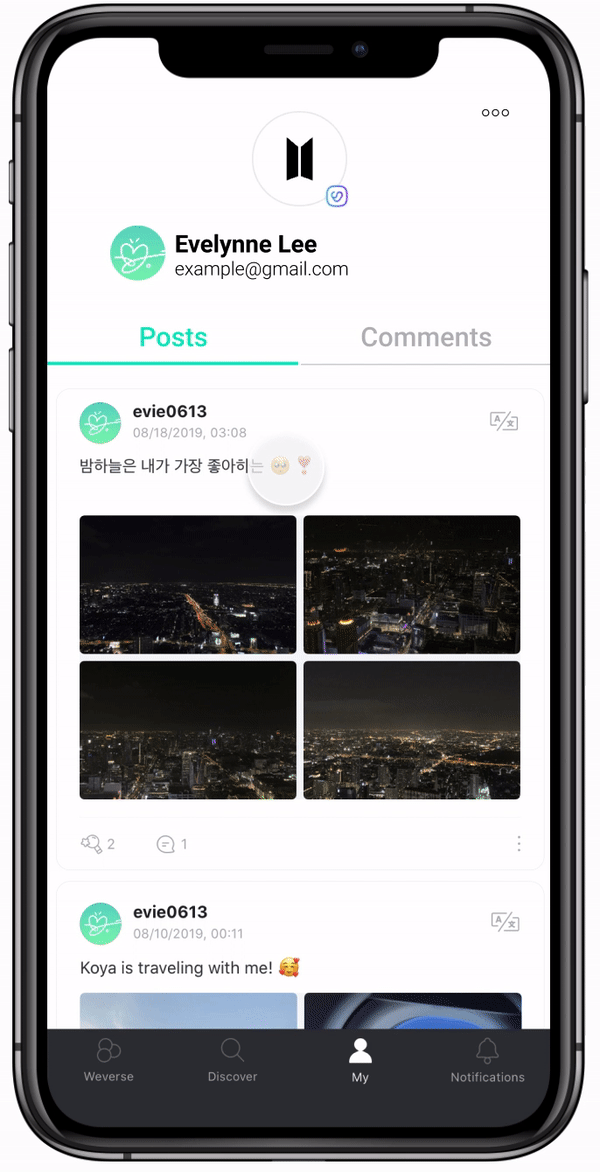 Evelynne Lee
example@gmail.com
Posts
Comments
evie0613
08/18/2019, 03:08
밤하늘은 내가 가장 좋아하는 🥺 ❣️
2
1
evie0613
08/10/2019, 00:11
Koya is traveling with me! 🥰
Weverse
Discover
My
Notifications